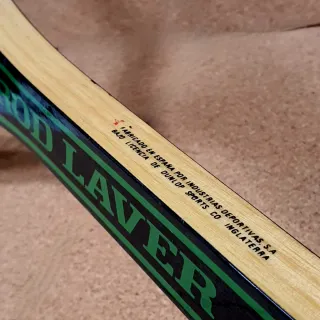 ROD LAVER
FABRICADO EN ESPAÑA POR INDUSTRIAS DEPORTIVAS, S.A.
BAJO LICENCIA DE DUNLOP SPORTS CO INGLATERRA